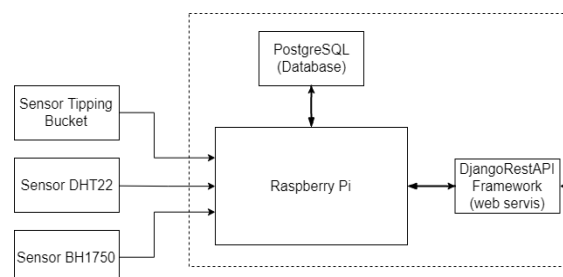 PostgreSQL
(Database)
Sensor Tipping
Bucket
Sensor DHT22
Raspberry Pi
DjangoRestAPI
Framework
(web servis)
Sensor BH1750